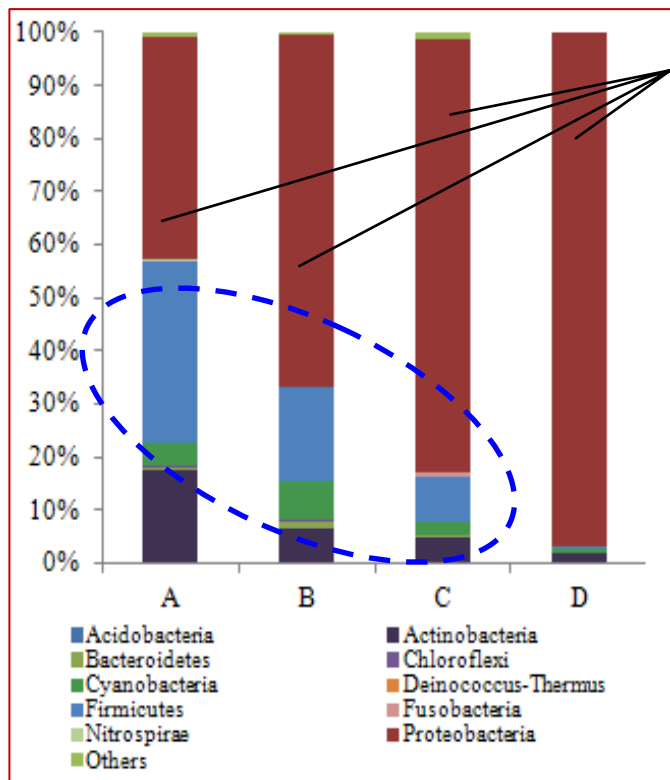 100%
90%
80%
70%
60%
50%
40%
30%
20%
10%
0%
A B C D
Acidobacteria Actinobacteria
Bacteroidetes Chloroflexi
Cyanobacteria Deinococcus-Thermus
Firmicutes Fusobacteria
Nitrospirae Proteobacteria
Others